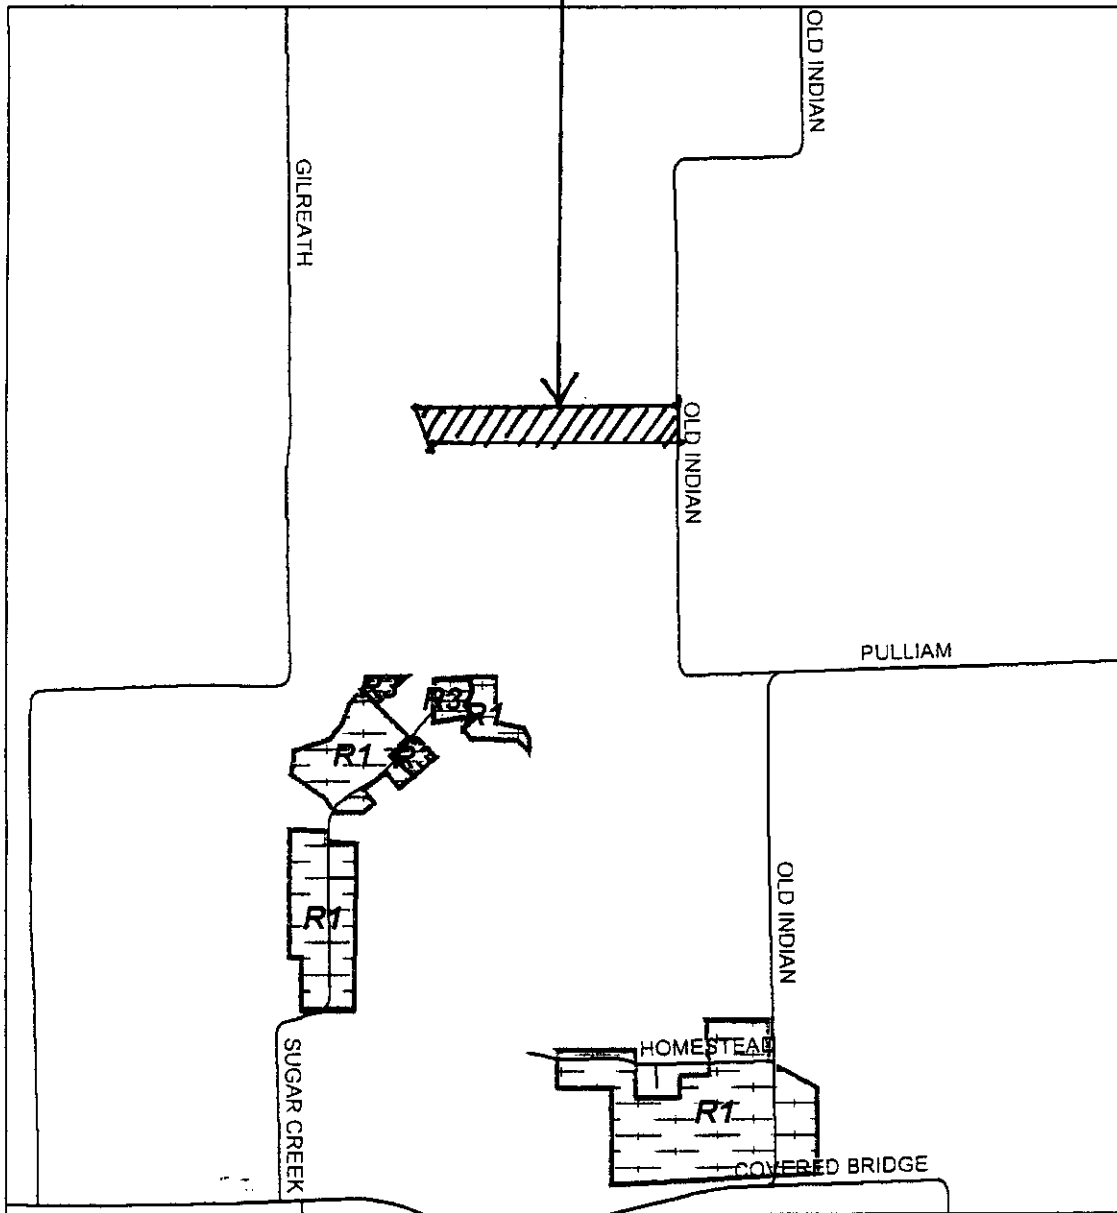 OLD INDIAN
GILREATH
OLD INDIAN
PULLIAM
R3
R3
R1
R1
OLD INDIAN
R1
SUGAR CREEK
HOMESTEAD
R1
COVERED BRIDGE